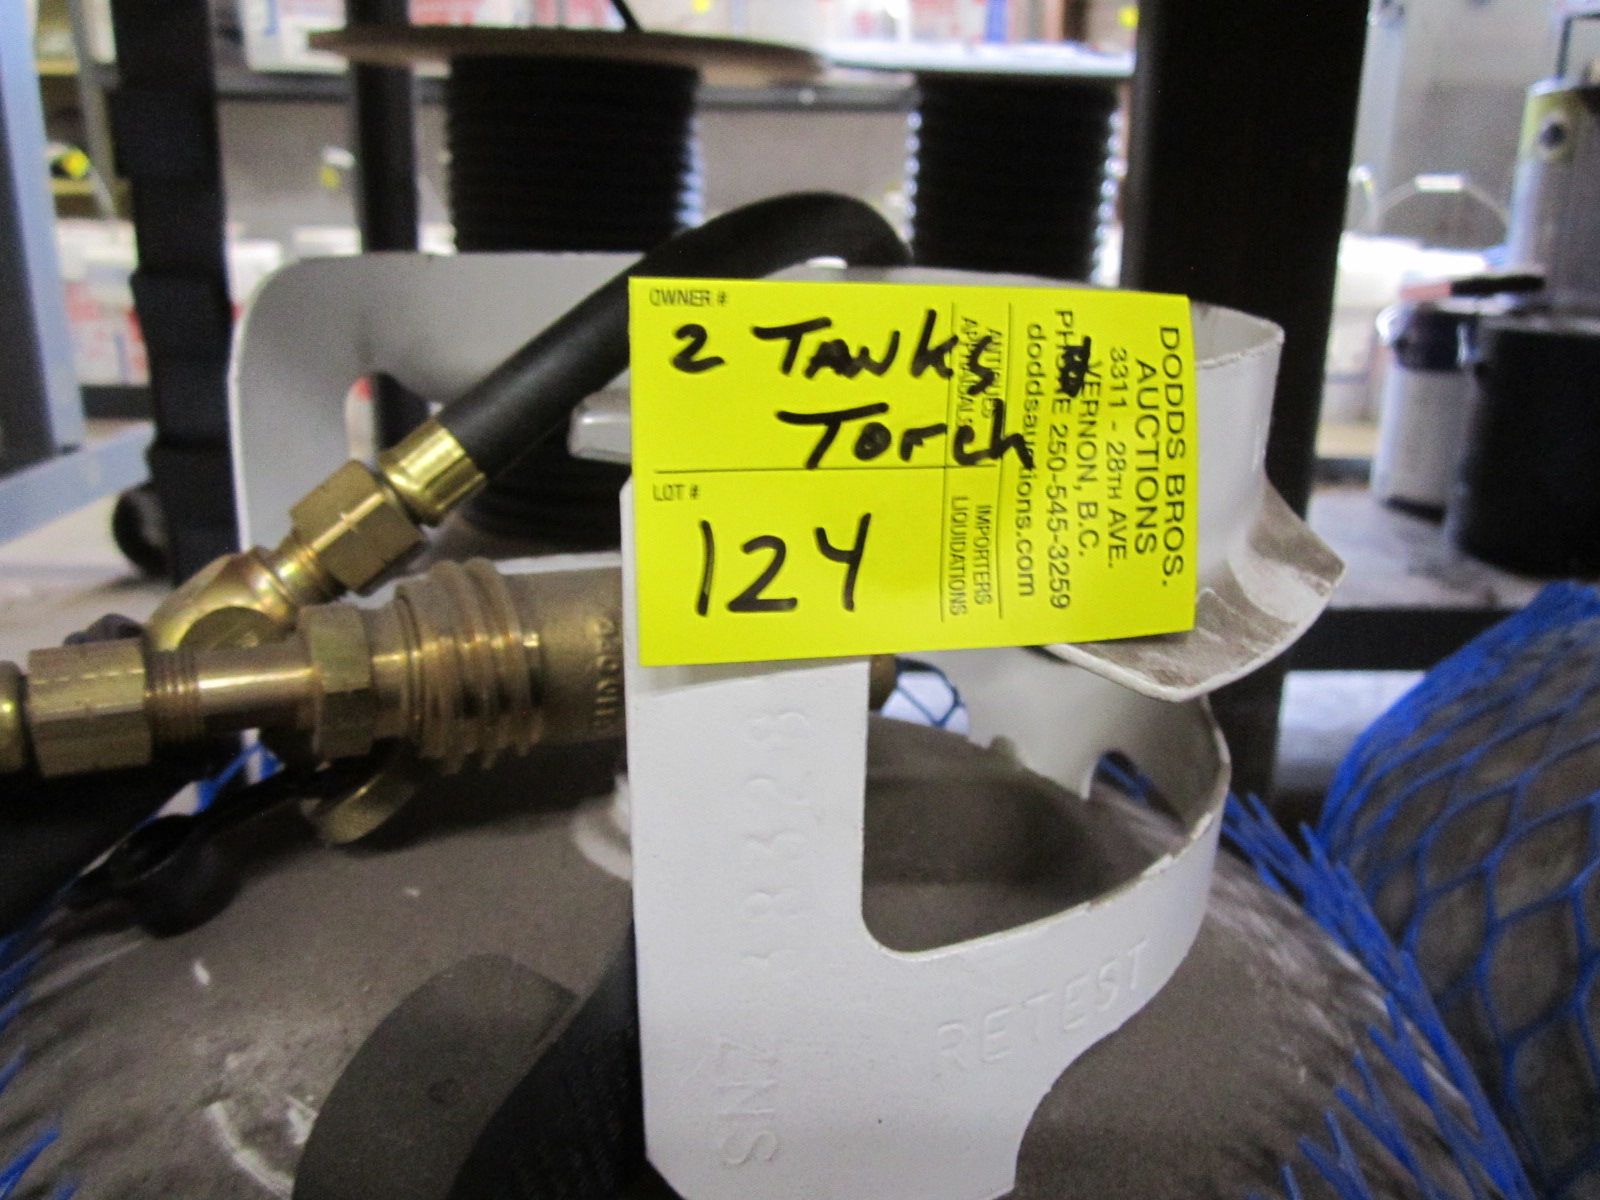 OWNER #
2 TANKS
TORCH
LOT #
124
DODDS BROS.
AUCTIONS
3311 - 28TH AVE.
VERNON, B.C.
PHONE 250-545-3259
doddsauctions.com
ANTIQUES
APPRAISALS
IMPORTERS
LIQUIDATIONS
RETEST